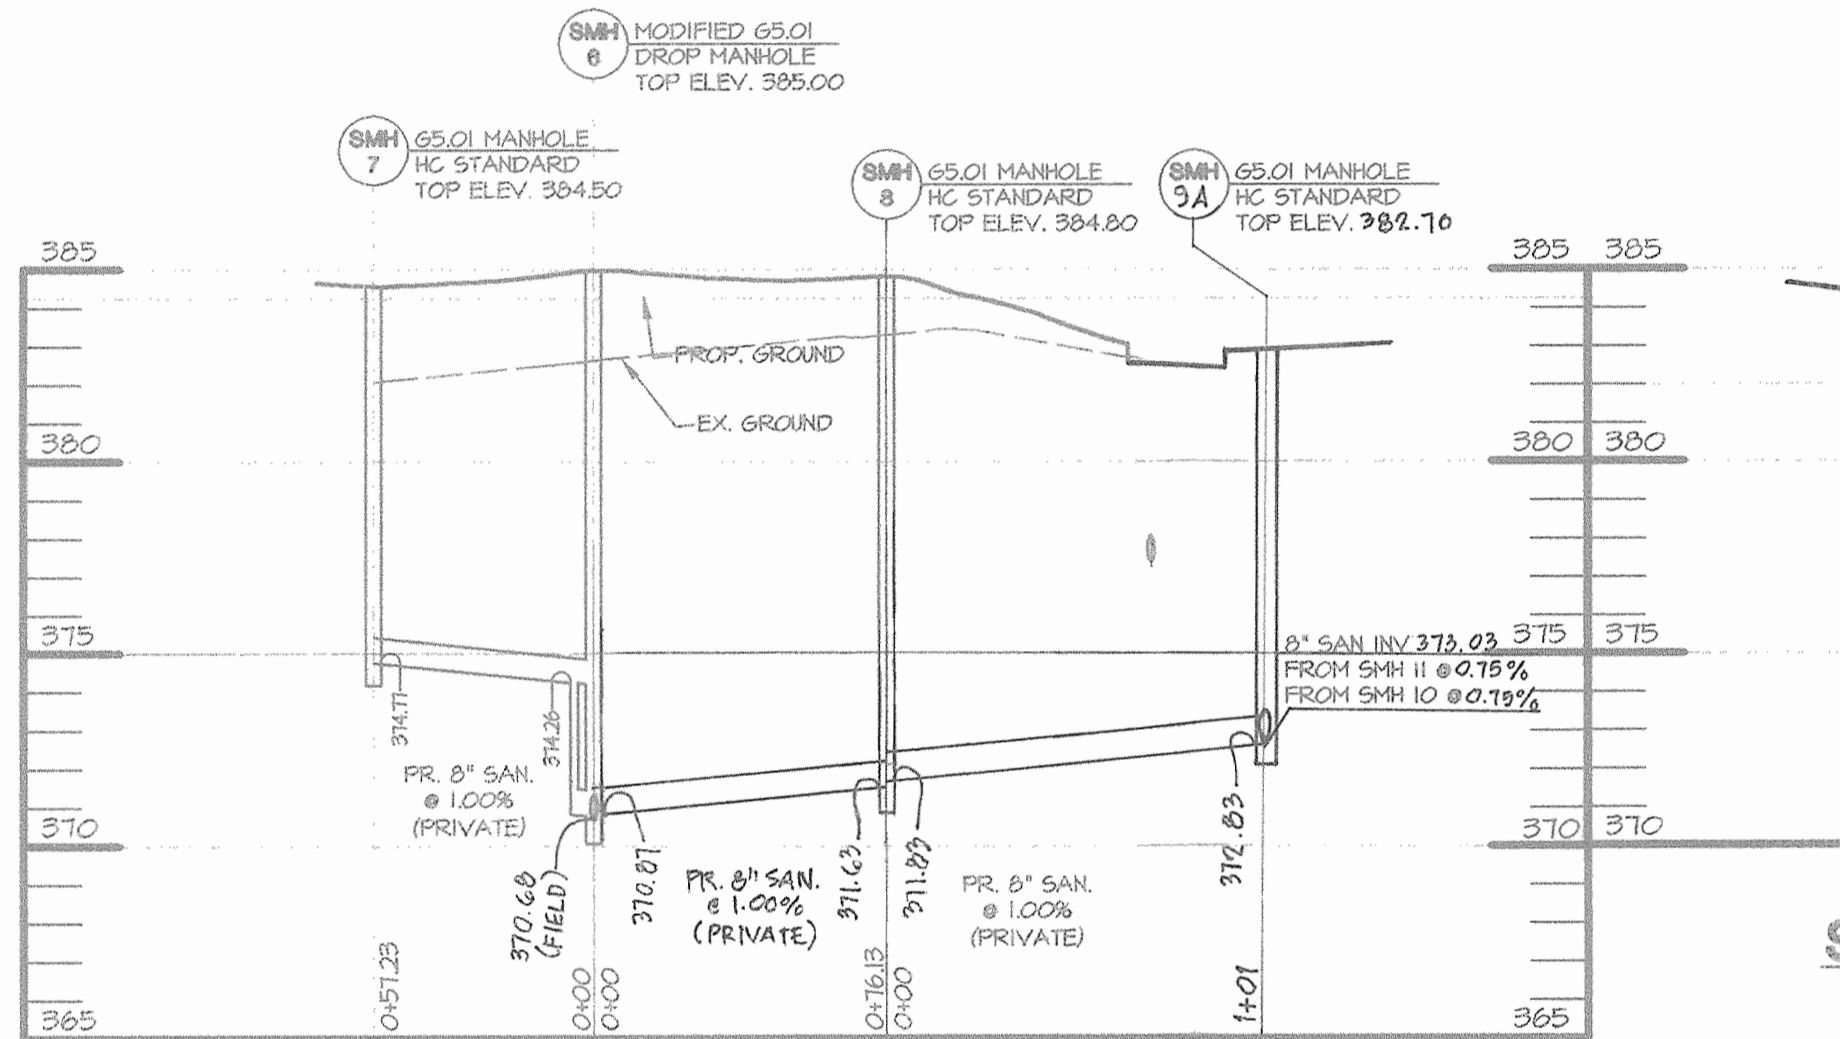 SMH
6
MODIFIED G5.01
DROP MANHOLE
TOP ELEV. 385.00
SMH
7
G5.01 MANHOLE
HC STANDARD
TOP ELEV. 384.50
SMH
8
G5.01 MANHOLE
HC STANDARD
TOP ELEV. 384.80
SMH
9A
G5.01 MANHOLE
HC STANDARD
TOP ELEV. 382.70
385
385 385
PROP. GROUND
EX. GROUND
380
380 380
375
375 375
8" SAN INV 373.03
FROM SMH 11 @ 0.75%
FROM SMH 10 @ 0.75%
374.77
374.26
PR. 8" SAN.
@ 1.00%
(PRIVATE)
370
370 370
370.68
(FIELD)
370.87
PR. 8" SAN.
@ 1.00%
(PRIVATE)
371.63
371.83
PR. 8" SAN.
@ 1.00%
(PRIVATE)
372.83
0+57.23
0+00
0+00
0+76.13
0+00
1+01
365
365